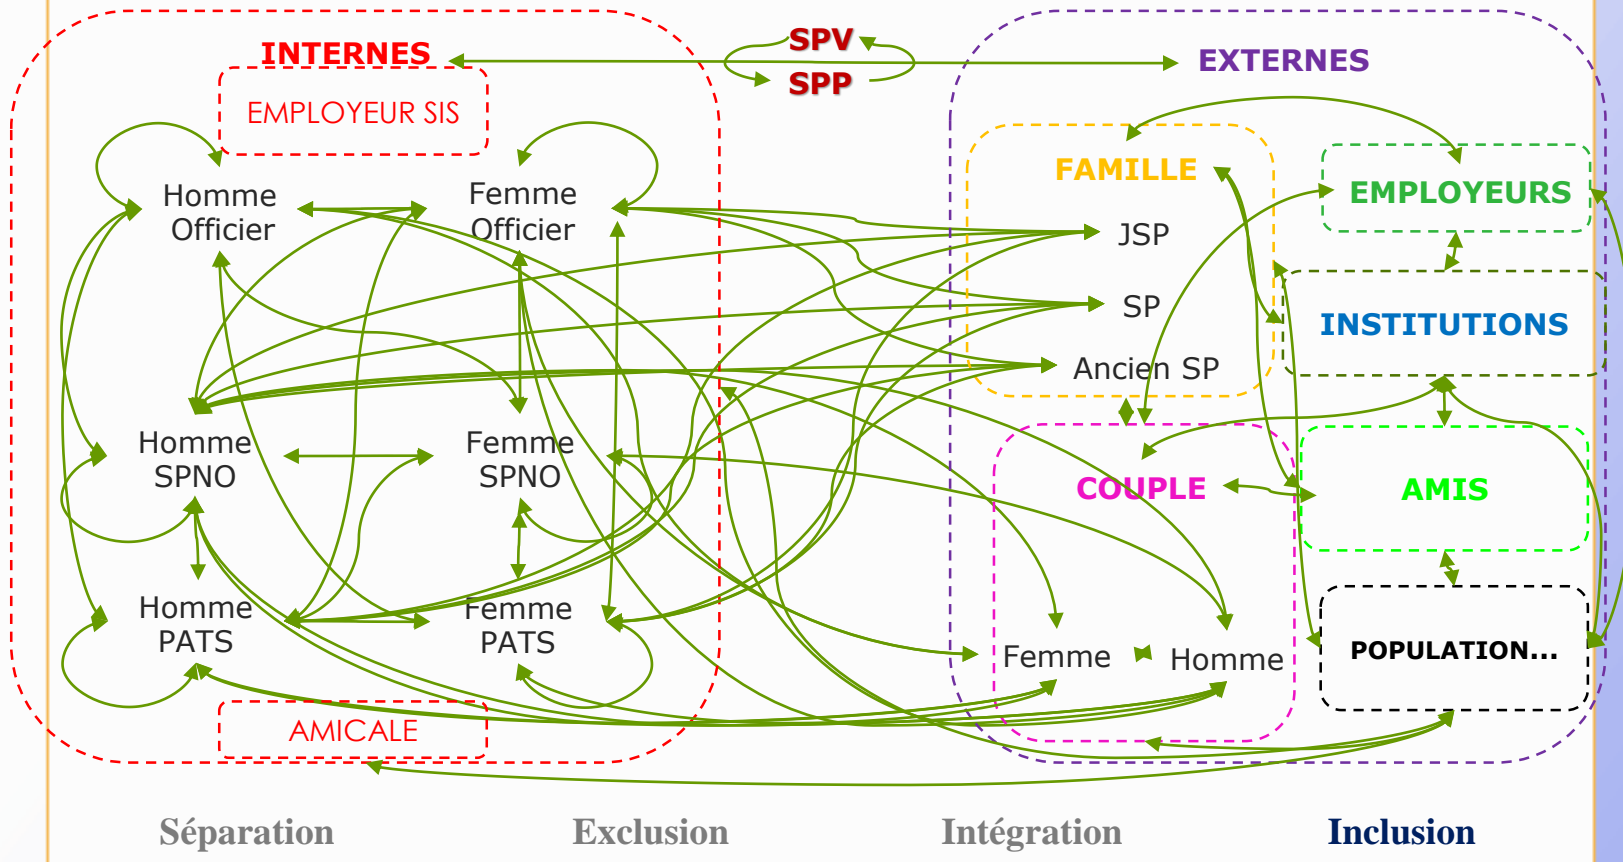 SPV
SPP
INTERNES
EMPLOYEUR SIS
Homme
Officier
Femme
Officier
Homme
SPNO
Femme
SPNO
Homme
PATS
Femme
PATS
AMICALE
EXTERNES
FAMILLE
JSP
SP
Ancien SP
COUPLE
Femme
Homme
EMPLOYEURS
INSTITUTIONS
AMIS
POPULATION...
Séparation
Exclusion
Intégration
Inclusion